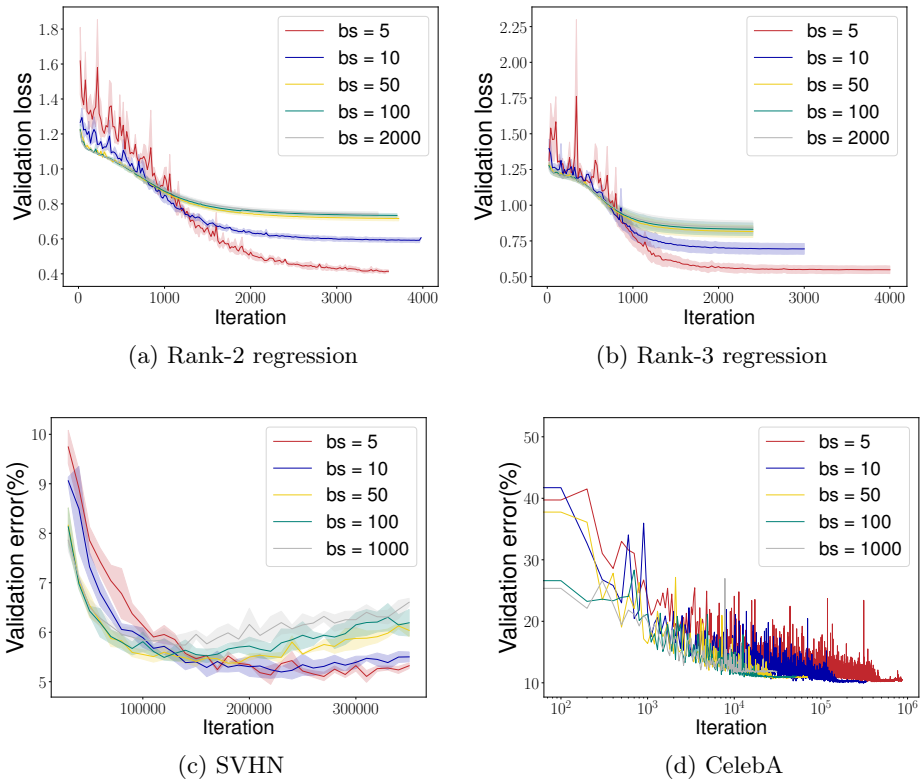 Validation loss
1.8
1.6
1.4
1.2
1.0
0.8
0.6
0.4
0
1000
2000
3000
4000
Iteration
bs = 5
bs = 10
bs = 50
bs = 100
bs = 2000
(a) Rank-2 regression
Validation loss
2.25
2.00
1.75
1.50
1.25
1.00
0.75
0.50
0
1000
2000
3000
4000
Iteration
bs = 5
bs = 10
bs = 50
bs = 100
bs = 2000
(b) Rank-3 regression
Validation error(%)
10
9
8
7
6
5
100000
200000
300000
Iteration
bs = 5
bs = 10
bs = 50
bs = 100
bs = 1000
(c) SVHN
Validation error(%)
50
40
30
20
10
10²
10³
10⁴
10⁵
10⁶
Iteration
bs = 5
bs = 10
bs = 50
bs = 100
bs = 1000
(d) CelebA